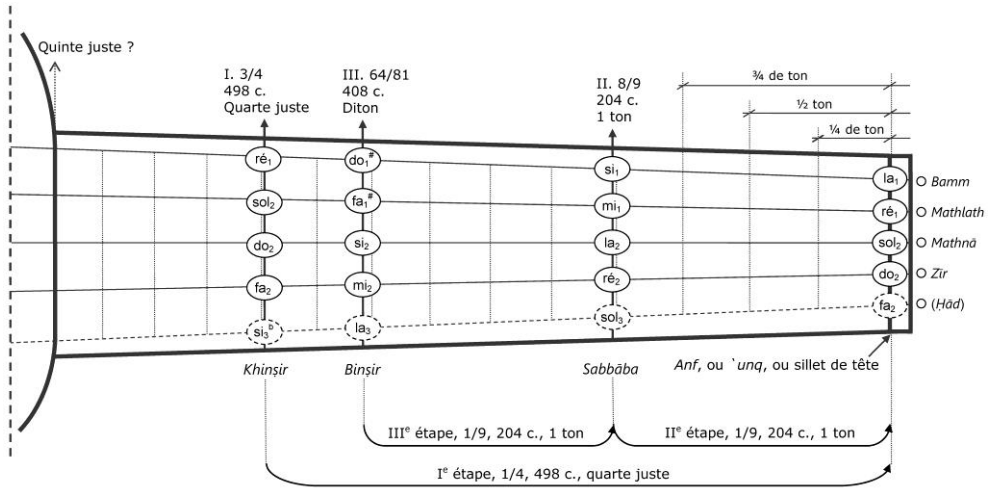 Quinte juste ?
I. 3/4
498 c.
Quarte juste
III. 64/81
408 c.
Diton
II. 8/9
204 c.
1 ton
¾ de ton
½ ton
¼ de ton
ré₁ do₁# si₁ la₁ Bamm
sol₂ fa₁# mi₁ ré₁ Mathlath
do₂ si₂ la₂ sol₂ Mathnā
fa₂ mi₂ ré₂ do₂ Zīr
si₃ᵇ la₃ sol₃ fa₂ (Ḥād)
Khinṣir Binṣir Sabbāba Anf, ou `unq, ou sillet de tête
IIIᵉ étape, 1/9, 204 c., 1 ton
IIᵉ étape, 1/9, 204 c., 1 ton
Iᵉ étape, 1/4, 498 c., quarte juste